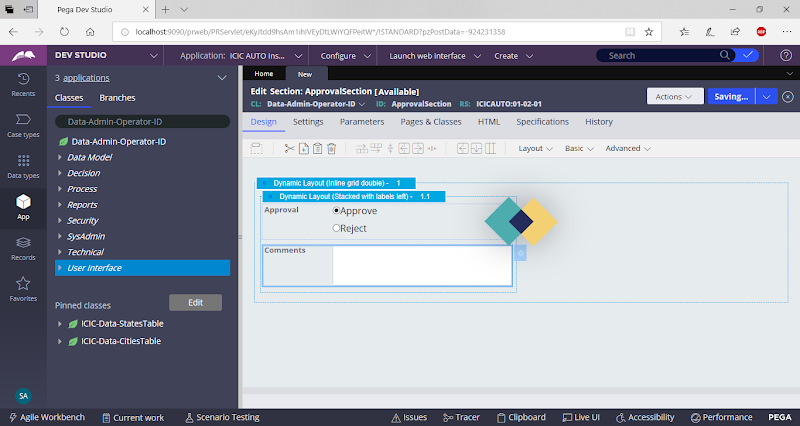 Pega Dev Studio
localhost:9090/prweb/PRServlet/eKyJtdd9hsAm1ihIVEyDtLWiYQFPeitW*/!STANDARD?pzPostData=-924231358
DEV STUDIO
Application: ICIC AUTO Ins...
Configure
Launch web interface
Create
Search
Recents
Case types
Data types
App
Records
Favorites
SA
3 applications
Classes
Branches
Data-Admin-Operator-ID
Data-Admin-Operator-ID
Data Model
Decision
Process
Reports
Security
SysAdmin
Technical
User Interface
Pinned classes
Edit
ICIC-Data-StatesTable
ICIC-Data-CitiesTable
Home
New
Edit Section: ApprovalSection [Available]
CL: Data-Admin-Operator-ID ID: ApprovalSection RS: ICICAUTO:01-02-01
Actions
Saving...
Design
Settings
Parameters
Pages & Classes
HTML
Specifications
History
Layout
Basic
Advanced
Dynamic Layout (Inline grid double) - 1
Dynamic Layout (Stacked with labels left) - 1.1
Approval
Approve
Reject
Comments
Agile Workbench
Current work
Scenario Testing
Issues
Tracer
Clipboard
Live UI
Accessibility
Performance
PEGA